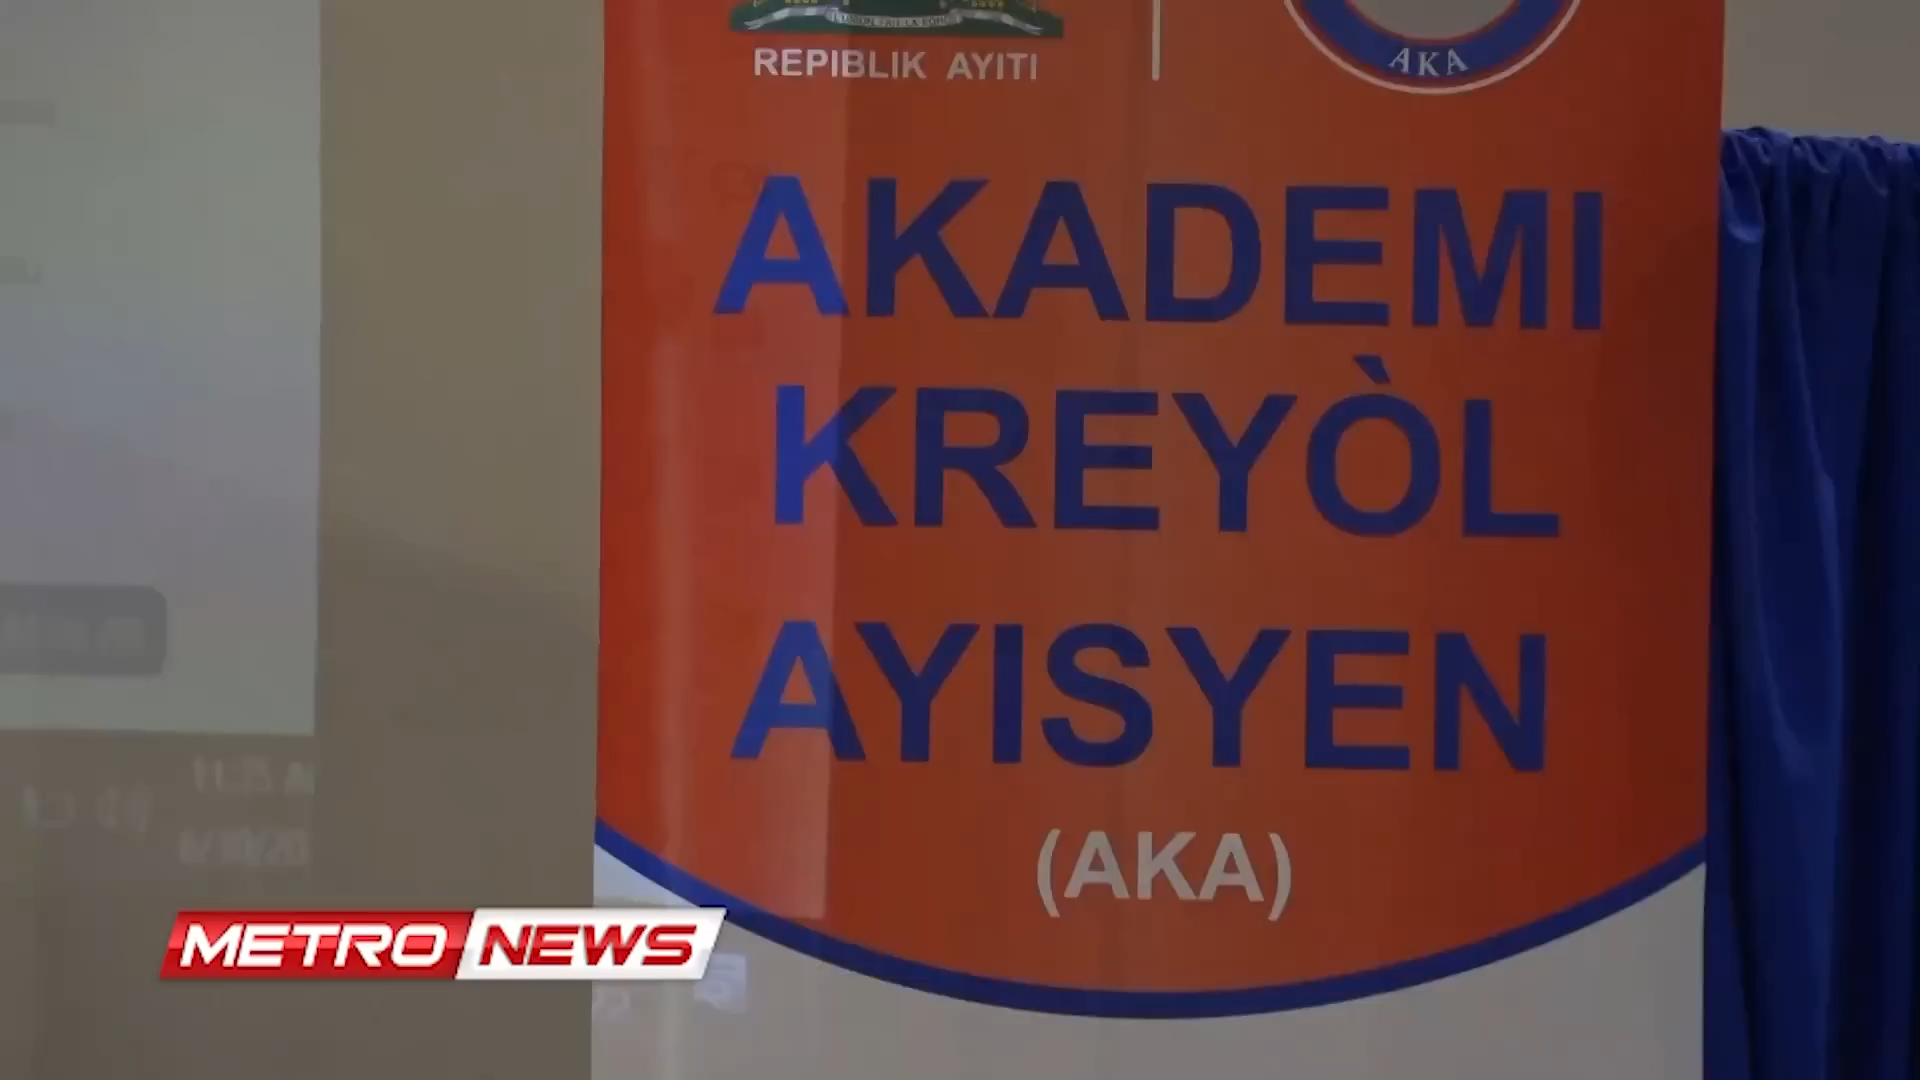 REPIBLIK AYITI
AKA
AKADEMI
KREYÒL
AYISYEN
(AKA)
METRO NEWS